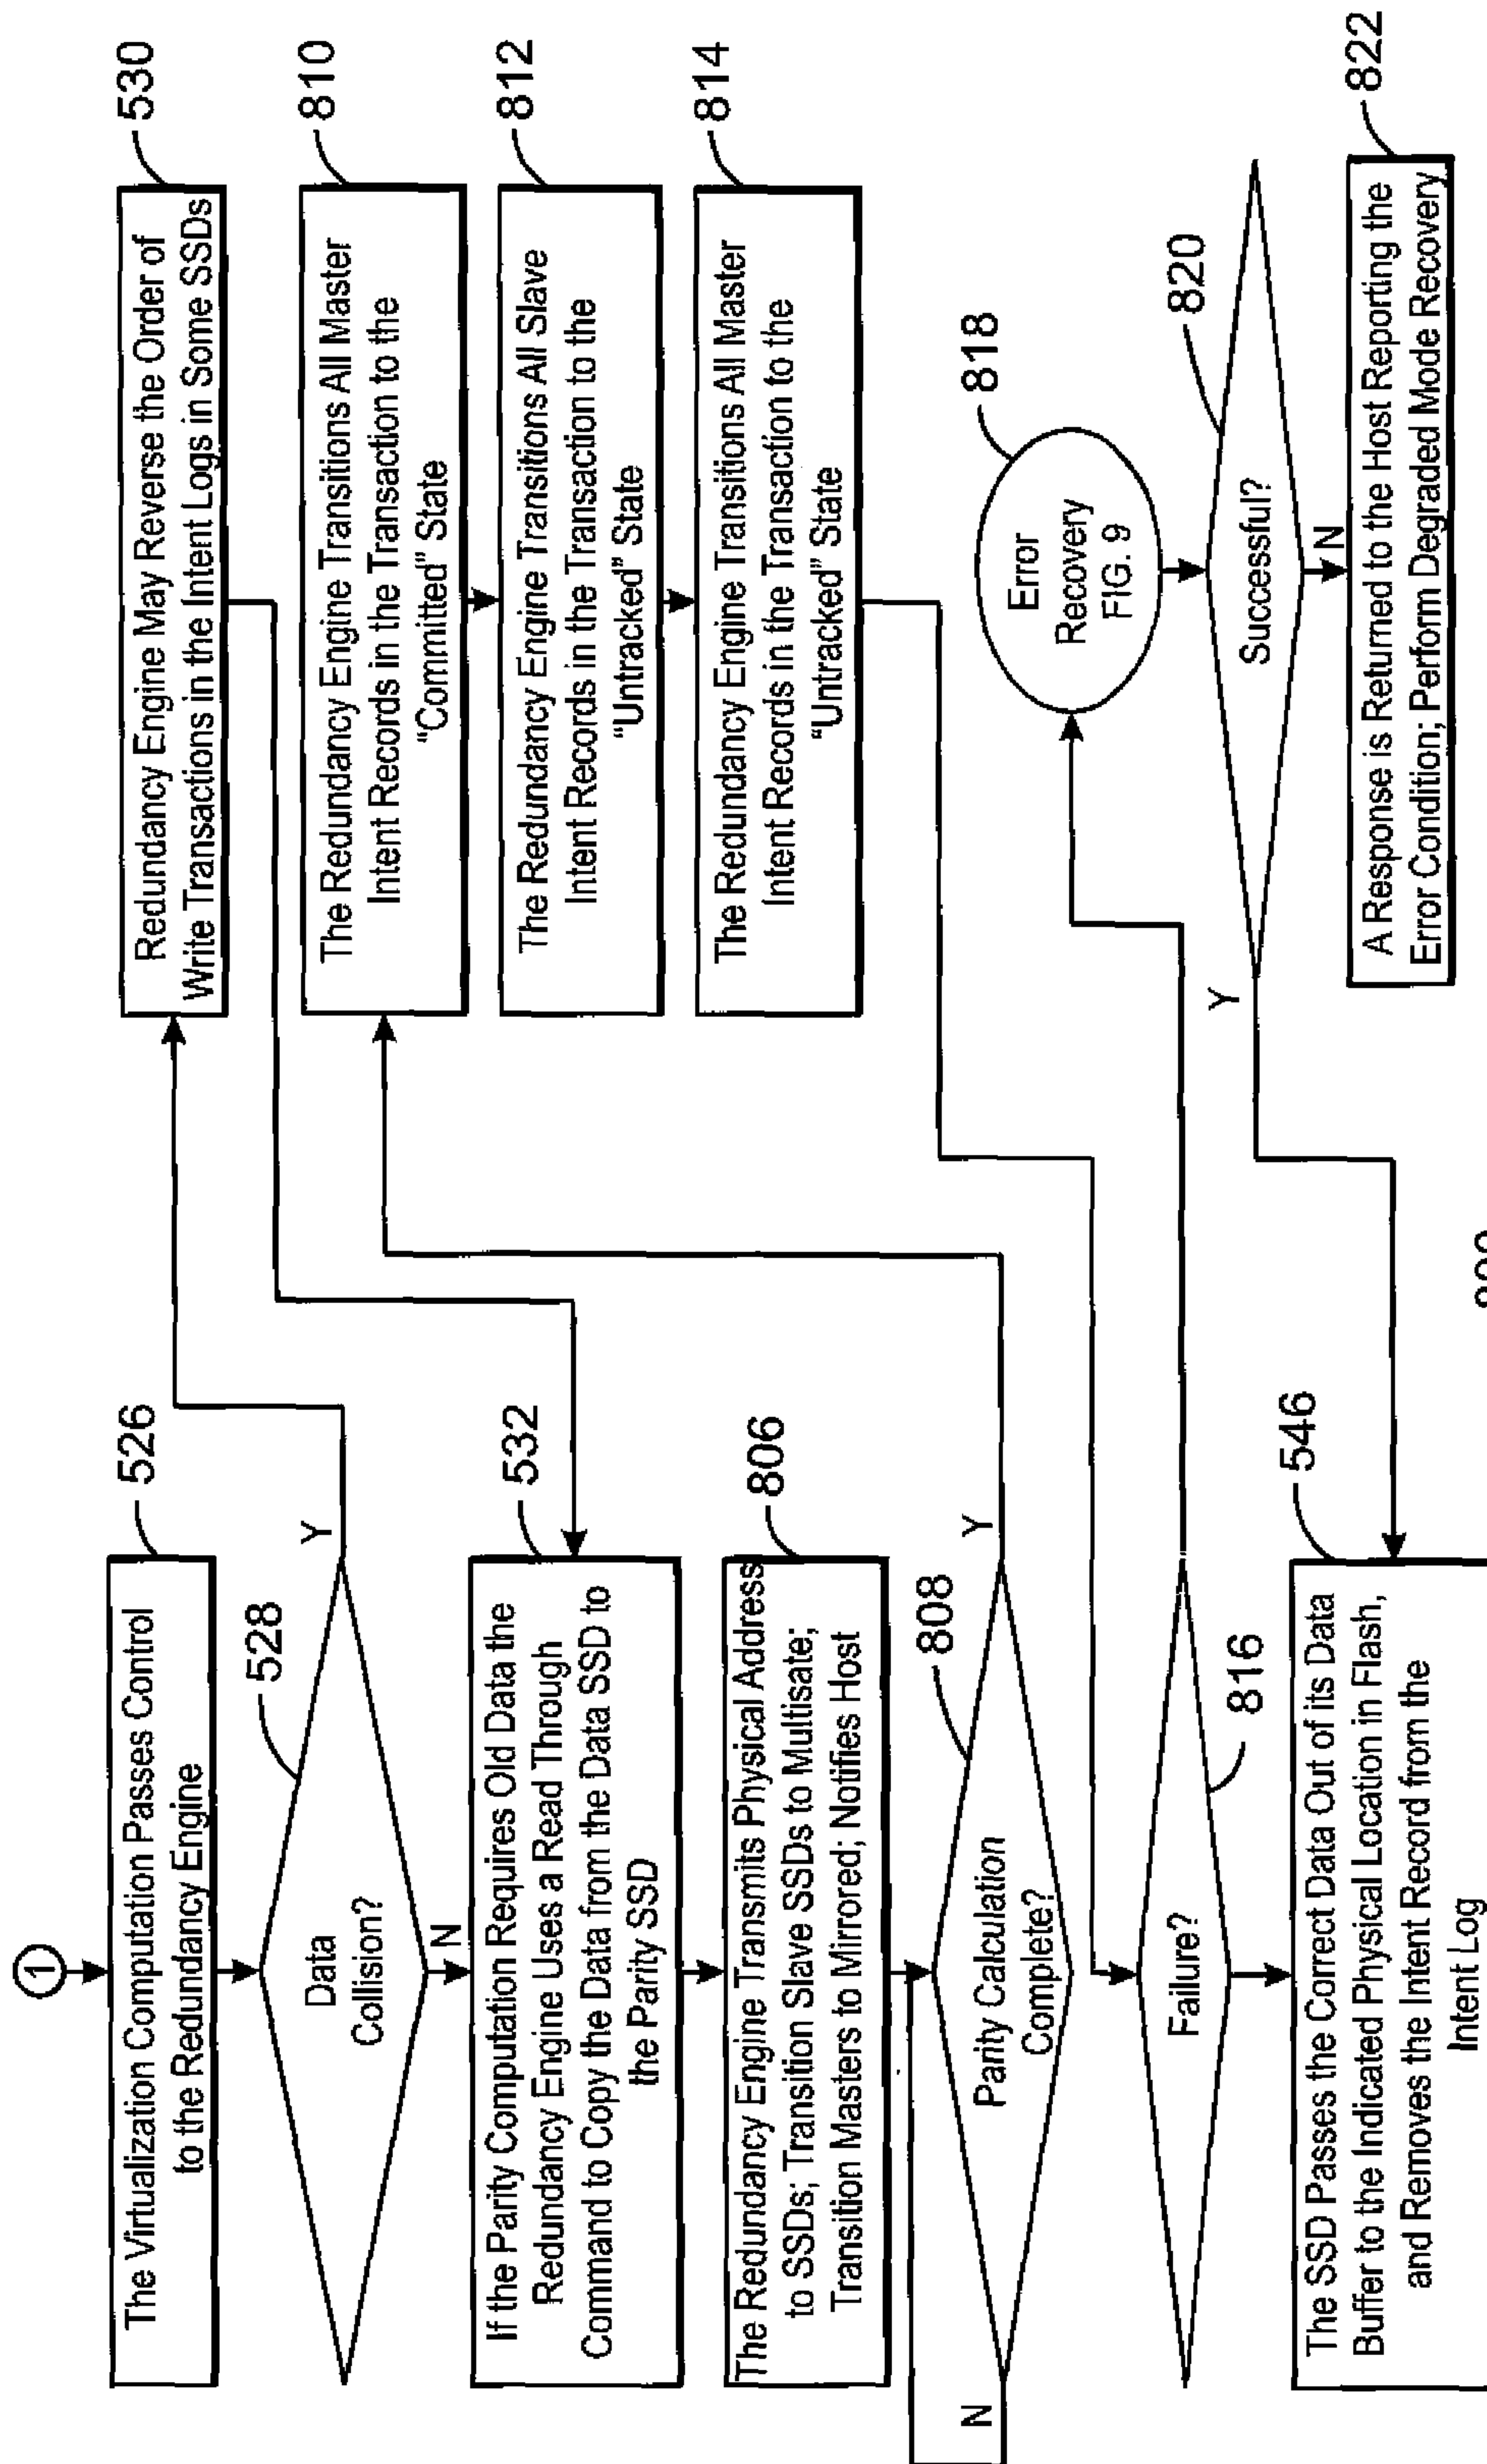 1
526
The Virtualization Computation Passes Control
to the Redundancy Engine
528
Data
Collision?
Y
N
530
Redundancy Engine May Reverse the Order of
Write Transactions in the Intent Logs in Some SSDs
532
If the Parity Computation Requires Old Data the
Redundancy Engine Uses a Read Through
Command to Copy the Data from the Data SSD to
the Parity SSD
806
The Redundancy Engine Transmits Physical Address
to SSDs; Transition Slave SSDs to Multisate;
Transition Masters to Mirrored; Notifies Host
808
Parity Calculation
Complete?
N
Y
810
The Redundancy Engine Transitions All Master
Intent Records in the Transaction to the
“Committed” State
812
The Redundancy Engine Transitions All Slave
Intent Records in the Transaction to the
“Untracked” State
814
The Redundancy Engine Transitions All Master
Intent Records in the Transaction to the
“Untracked” State
816
Failure?
818
Error
Recovery
FIG. 9
820
Successful?
Y
N
822
A Response is Returned to the Host Reporting the
Error Condition; Perform Degraded Mode Recovery
546
The SSD Passes the Correct Data Out of its Data
Buffer to the Indicated Physical Location in Flash,
and Removes the Intent Record from the
Intent Log